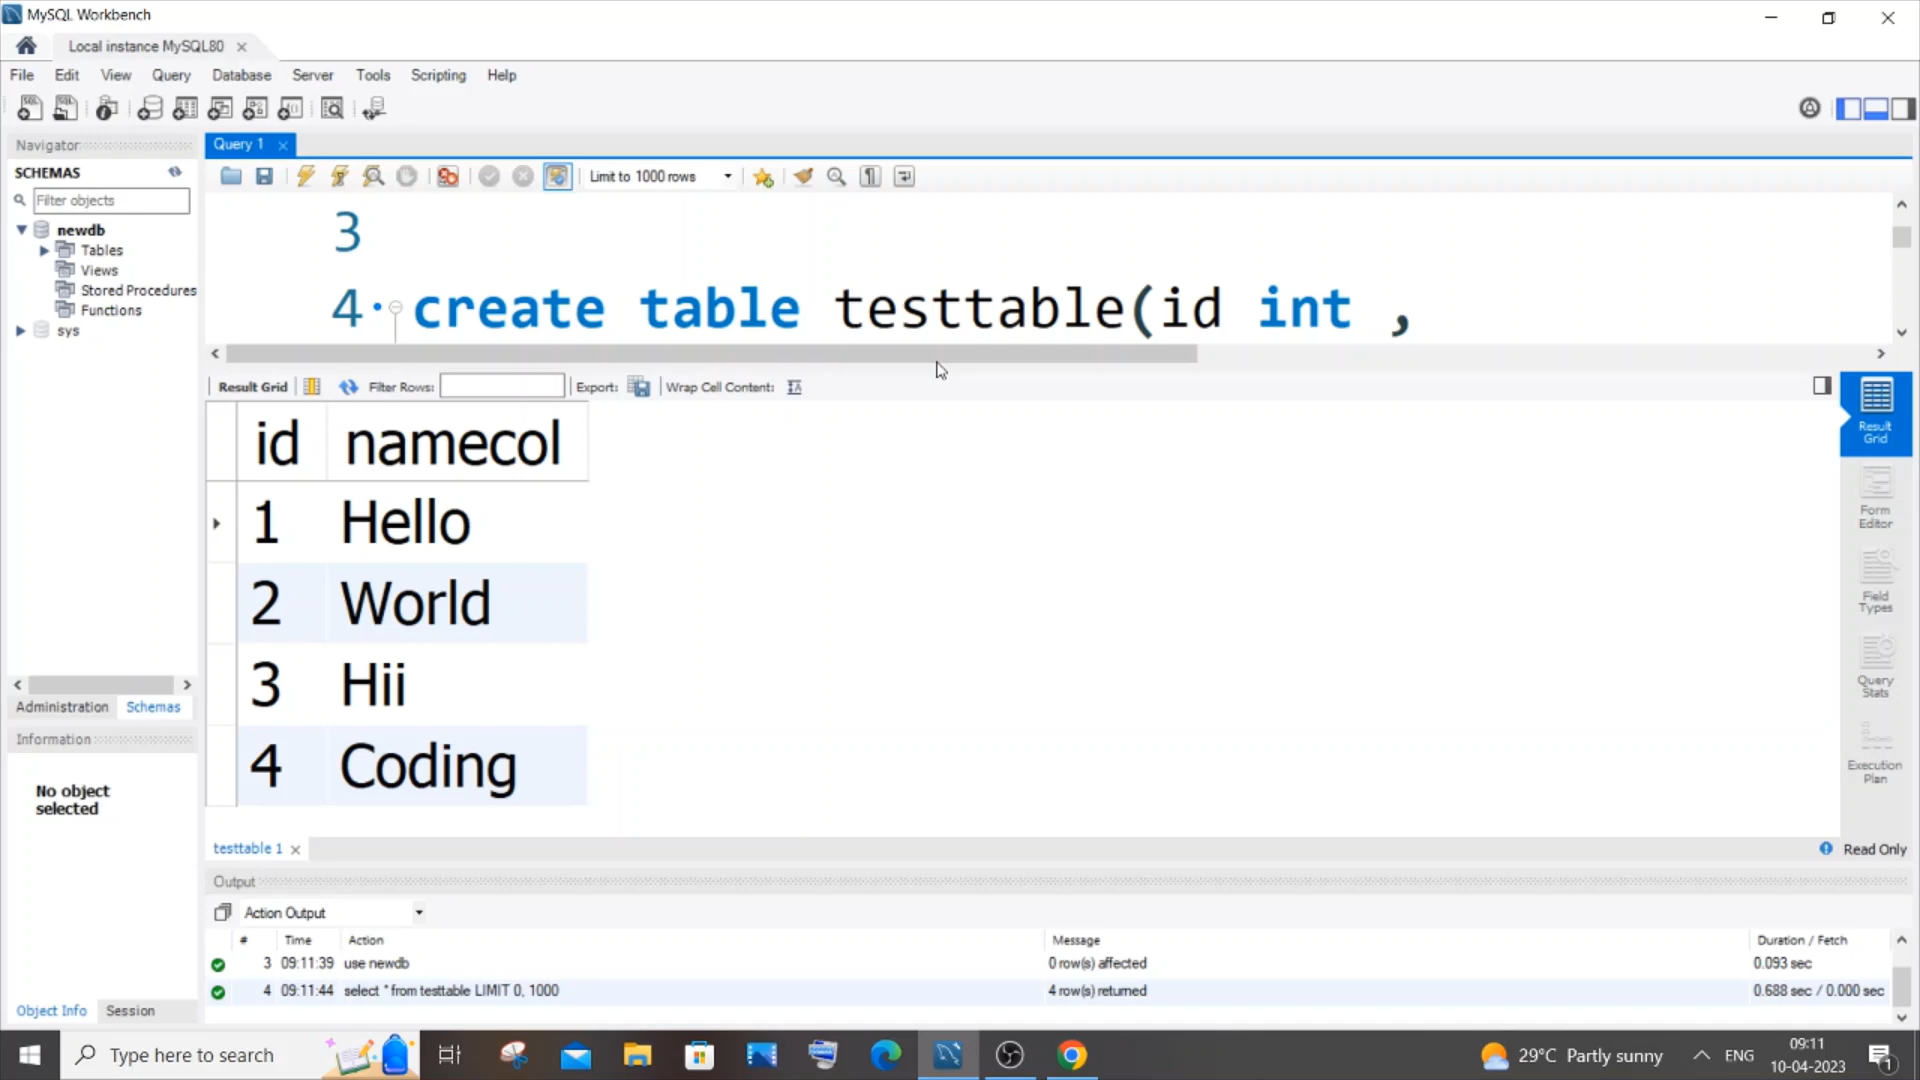 MySQL Workbench
Local instance MySQL80
File Edit View Query Database Server Tools Scripting Help
Navigator
Query 1
SCHEMAS
Limit to 1000 rows
Filter objects
newdb
Tables
Views
Stored Procedures
Functions
sys
3
4 create table testtable(id int ,
Result Grid Filter Rows: Export: Wrap Cell Content:
id namecol
1 Hello
2 World
3 Hii
4 Coding
Result Grid
Form Editor
Field Types
Query Stats
Execution Plan
Administration Schemas
Information
No object selected
testtable 1
Read Only
Output
Action Output
# Time Action Message Duration / Fetch
3 09:11:39 use newdb 0 row(s) affected 0.093 sec
4 09:11:44 select * from testtable LIMIT 0, 1000 4 row(s) returned 0.688 sec / 0.000 sec
Object Info Session
Type here to search
29°C Partly sunny
ENG
09:11
10-04-2023
1